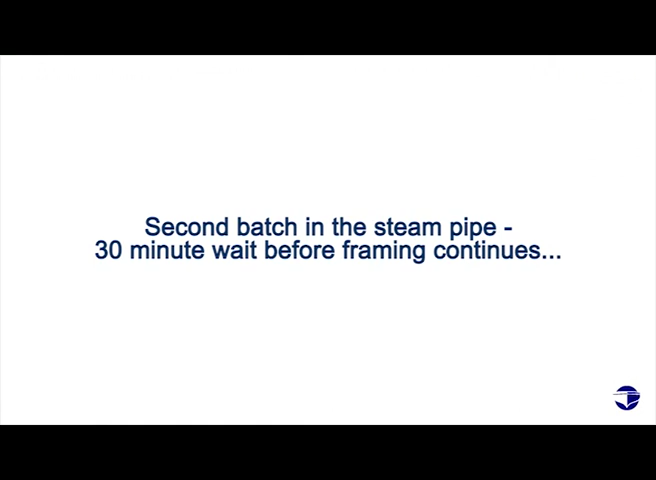 Second batch in the steam pipe -
30 minute wait before framing continues...